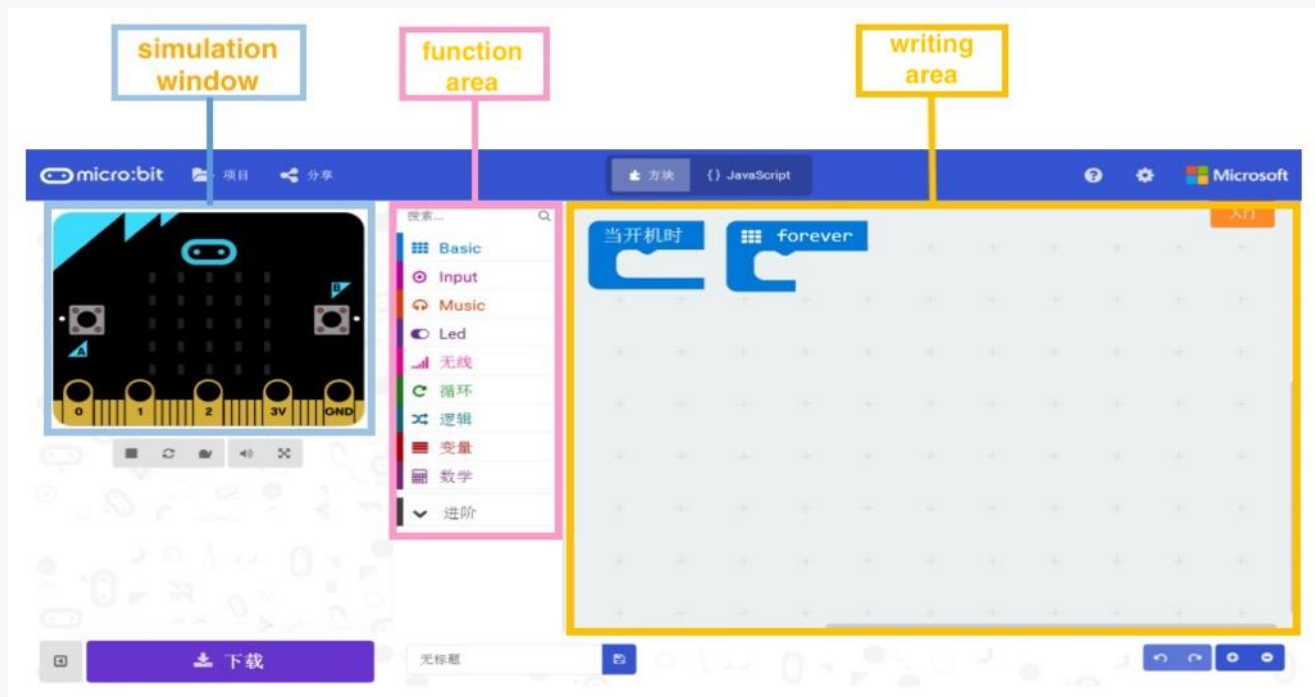 simulation
window
function
area
writing
area
micro:bit 项目 分享 方块 {} JavaScript Microsoft
搜索...
Basic
Input
Music
Led
无线
循环
逻辑
变量
数学
进阶
当开机时
forever
入门
B
A
0 1 2 3V GND
下载
无标题